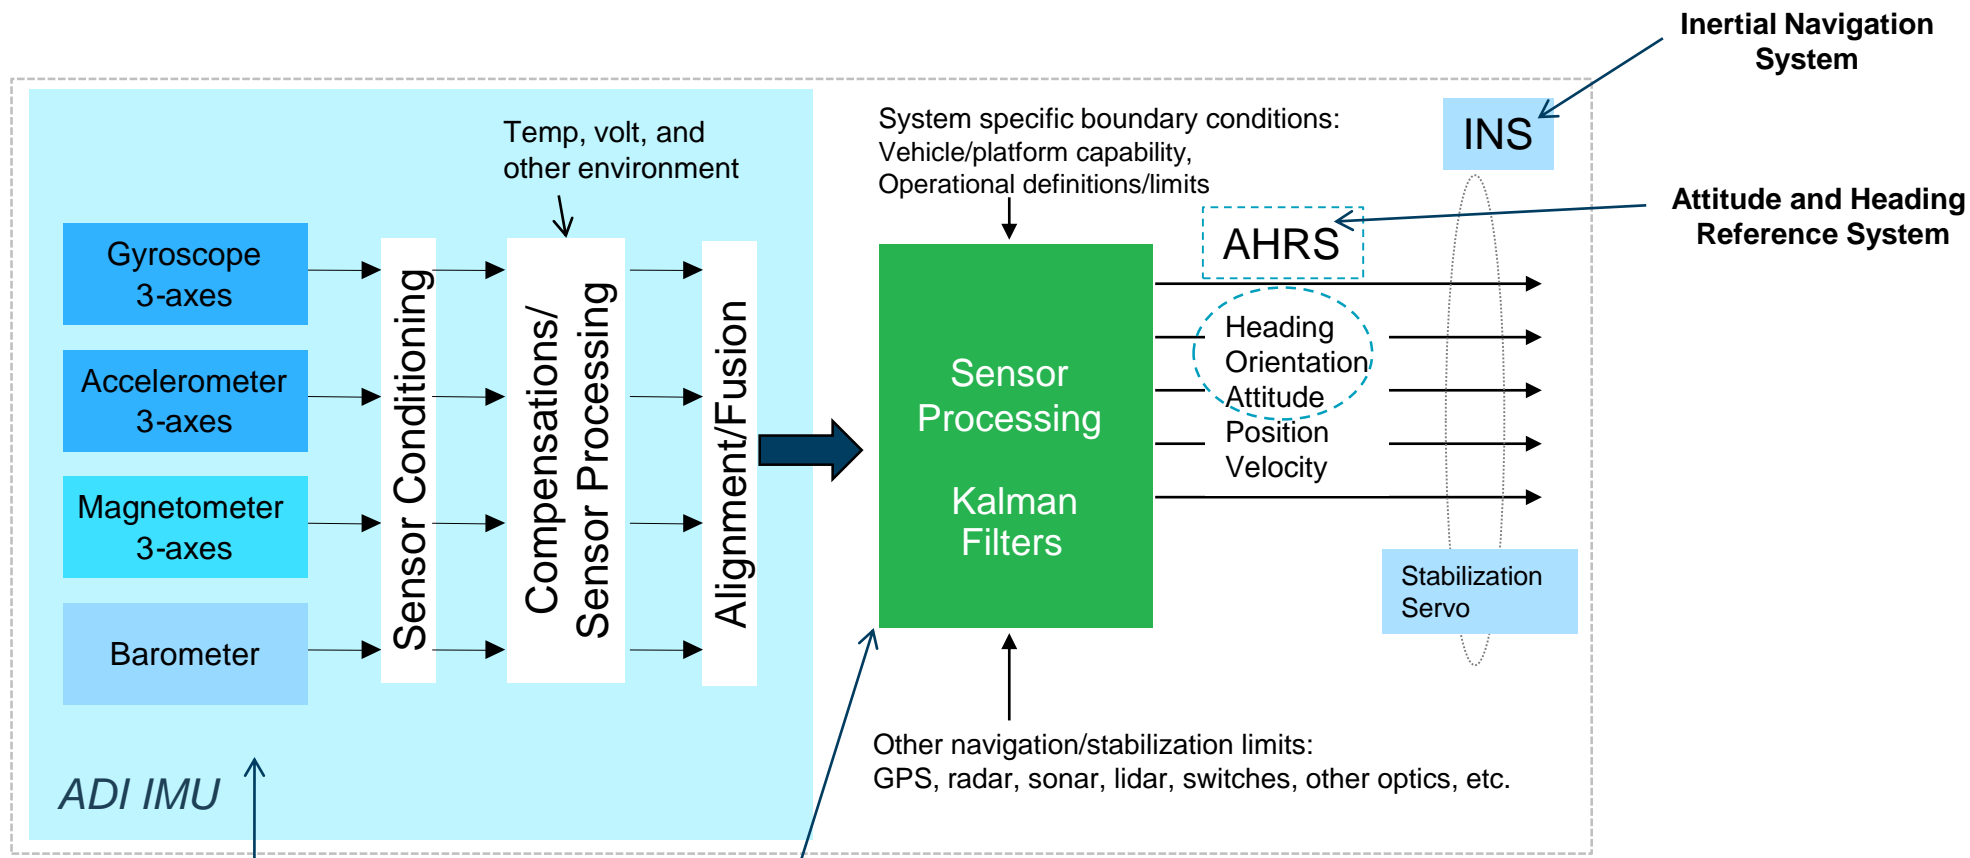 Inertial Navigation
System
INS
Attitude and Heading
Reference System
Temp, volt, and
other environment
System specific boundary conditions:
Vehicle/platform capability,
Operational definitions/limits
AHRS
Gyroscope
3-axes
Accelerometer
3-axes
Magnetometer
3-axes
Barometer
Sensor Conditioning
Compensations/
Sensor Processing
Alignment/Fusion
ADI IMU
Sensor
Processing
Kalman
Filters
Heading
Orientation
Attitude
Position
Velocity
Stabilization
Servo
Other navigation/stabilization limits:
GPS, radar, sonar, lidar, switches, other optics, etc.